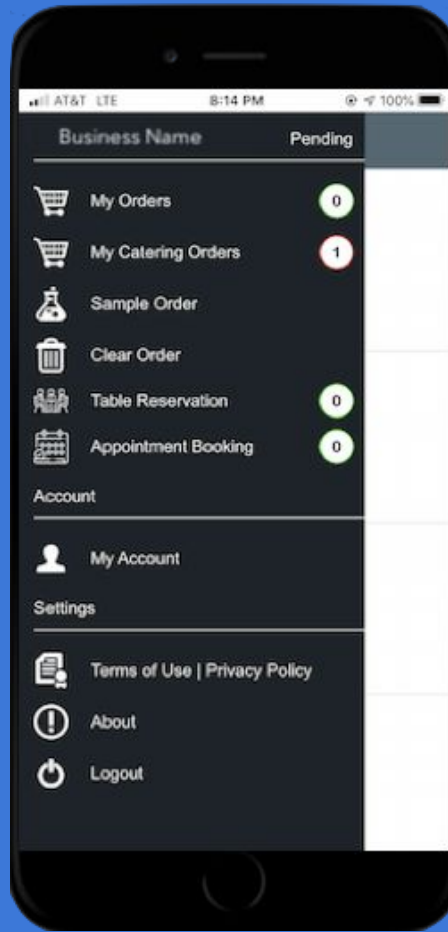 AT&T LTE 8:14 PM 100%
Business Name Pending
My Orders 0
My Catering Orders 1
Sample Order
Clear Order
Table Reservation 0
Appointment Booking 0
Account
My Account
Settings
Terms of Use | Privacy Policy
About
Logout